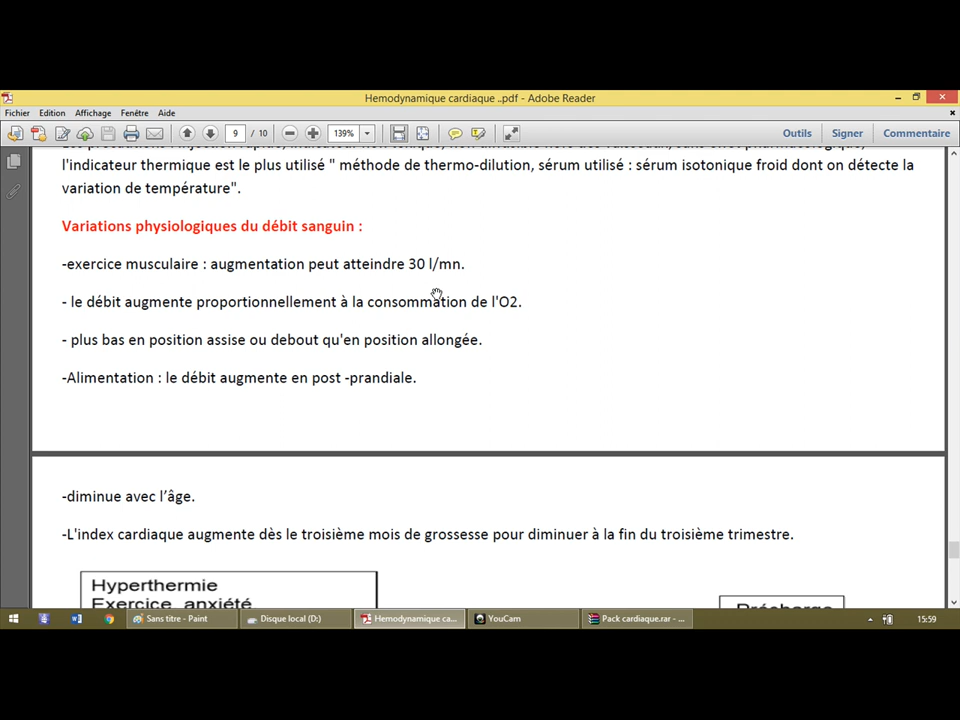 Hemodynamique cardiaque ..pdf - Adobe Reader
Fichier Edition Affichage Fenêtre Aide
9 / 10 139% Outils Signer Commentaire
l'indicateur thermique est le plus utilisé " méthode de thermo-dilution, sérum utilisé : sérum isotonique froid dont on détecte la
variation de température".
Variations physiologiques du débit sanguin :
-exercice musculaire : augmentation peut atteindre 30 l/mn.
- le débit augmente proportionnellement à la consommation de l'O2.
- plus bas en position assise ou debout qu'en position allongée.
-Alimentation : le débit augmente en post -prandiale.
-diminue avec l’âge.
-L'index cardiaque augmente dès le troisième mois de grossesse pour diminuer à la fin du troisième trimestre.
Hyperthermie
Exercice, anxiété
Précharge
Sans titre - Paint Disque local (D:) Hemodynamique ca... YouCam Pack cardiaque.rar - ... 15:59